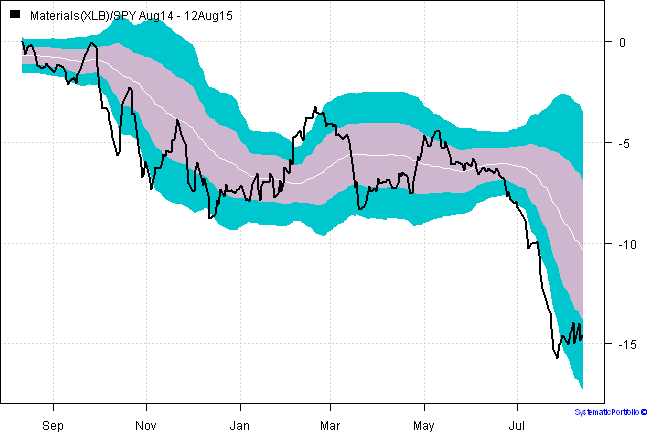 Materials(XLB)/SPY Aug14 - 12Aug15
0
-5
-10
-15
Sep Nov Jan Mar May Jul
SystematicPortfolio ©